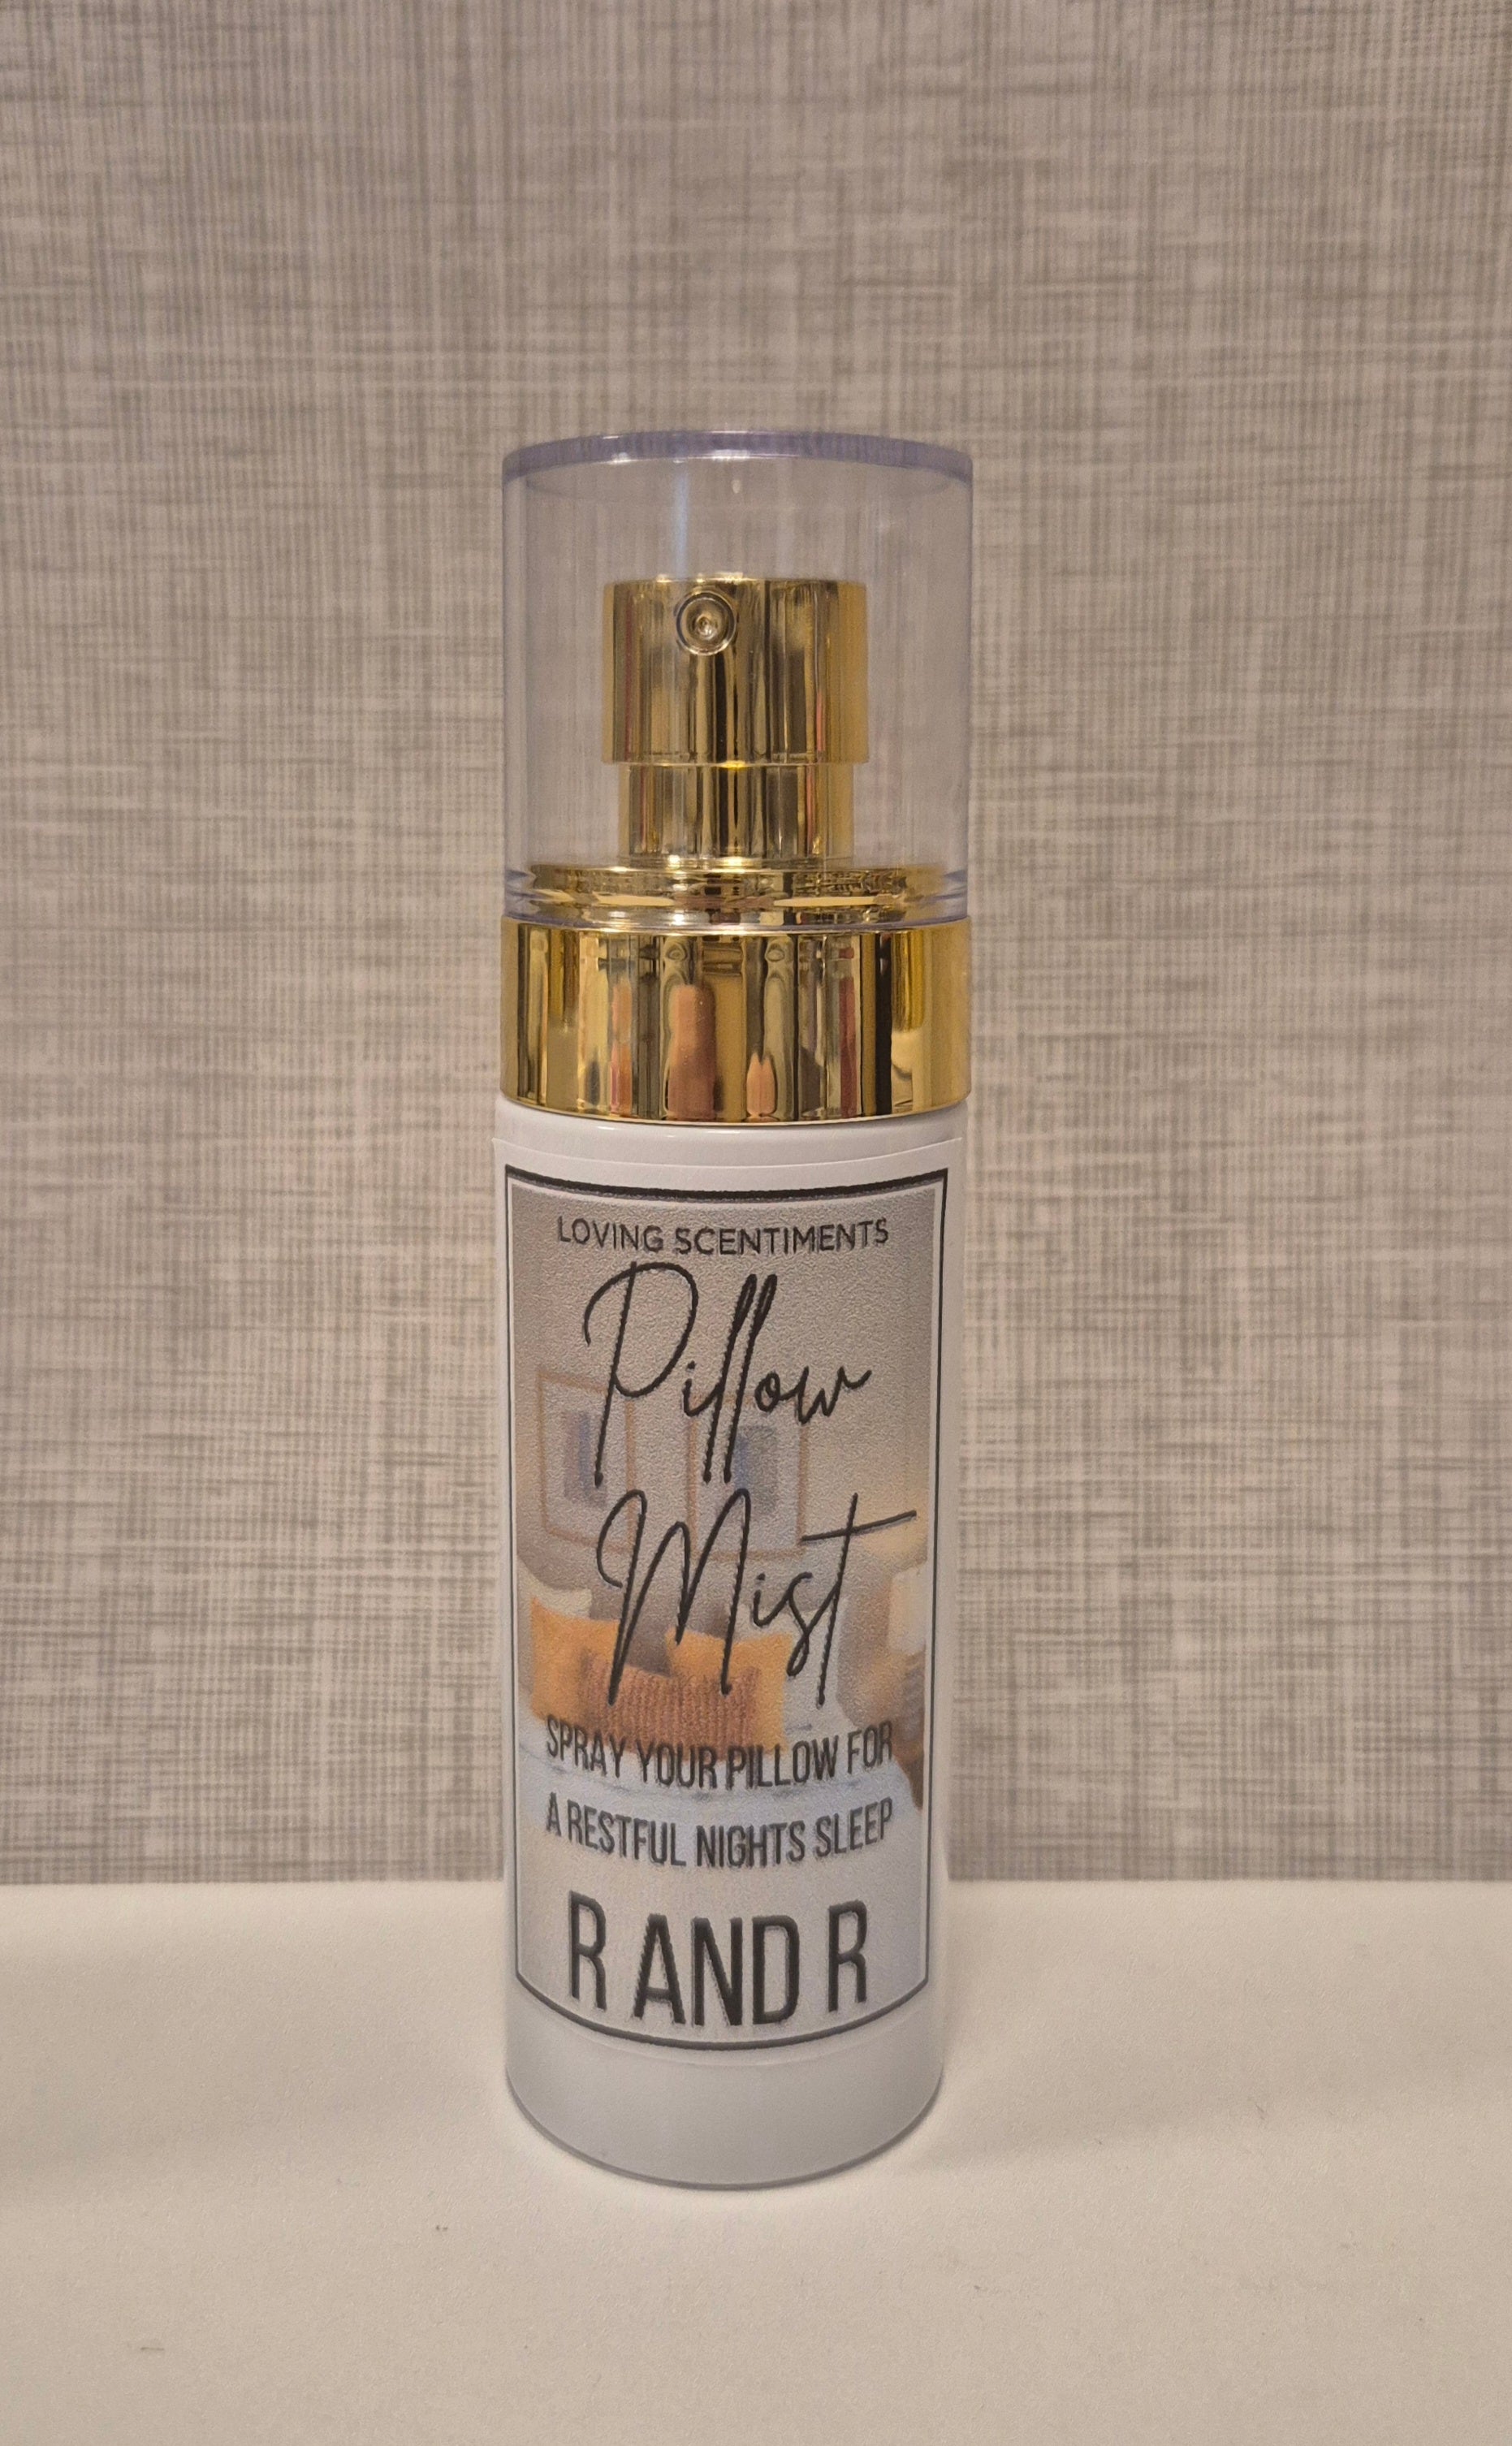 LOVING SCENTIMENTS
Pillow
Mist
SPRAY YOUR PILLOW FOR
A RESTFUL NIGHTS SLEEP
R AND R